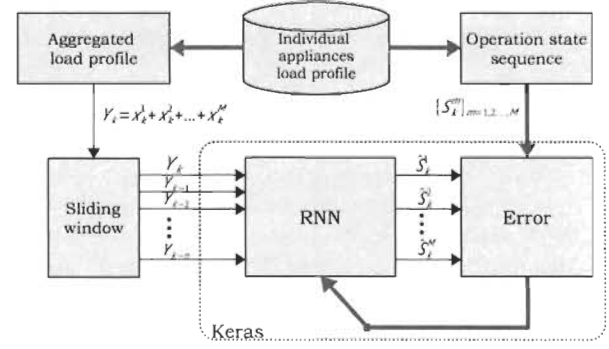 Aggregated
load profile
Individual
appliances
load profile
Operation state
sequence
Y_k = x_k^1 + x_k^2 + ... + x_k^M
{S_k^m}_{m=1,2...,M}
Sliding
window
Y_k
Y_{k-1}
Y_{k-2}
Y_{k-n}
RNN
Ŝ_k^1
Ŝ_k^2
Ŝ_k^M
Error
Keras